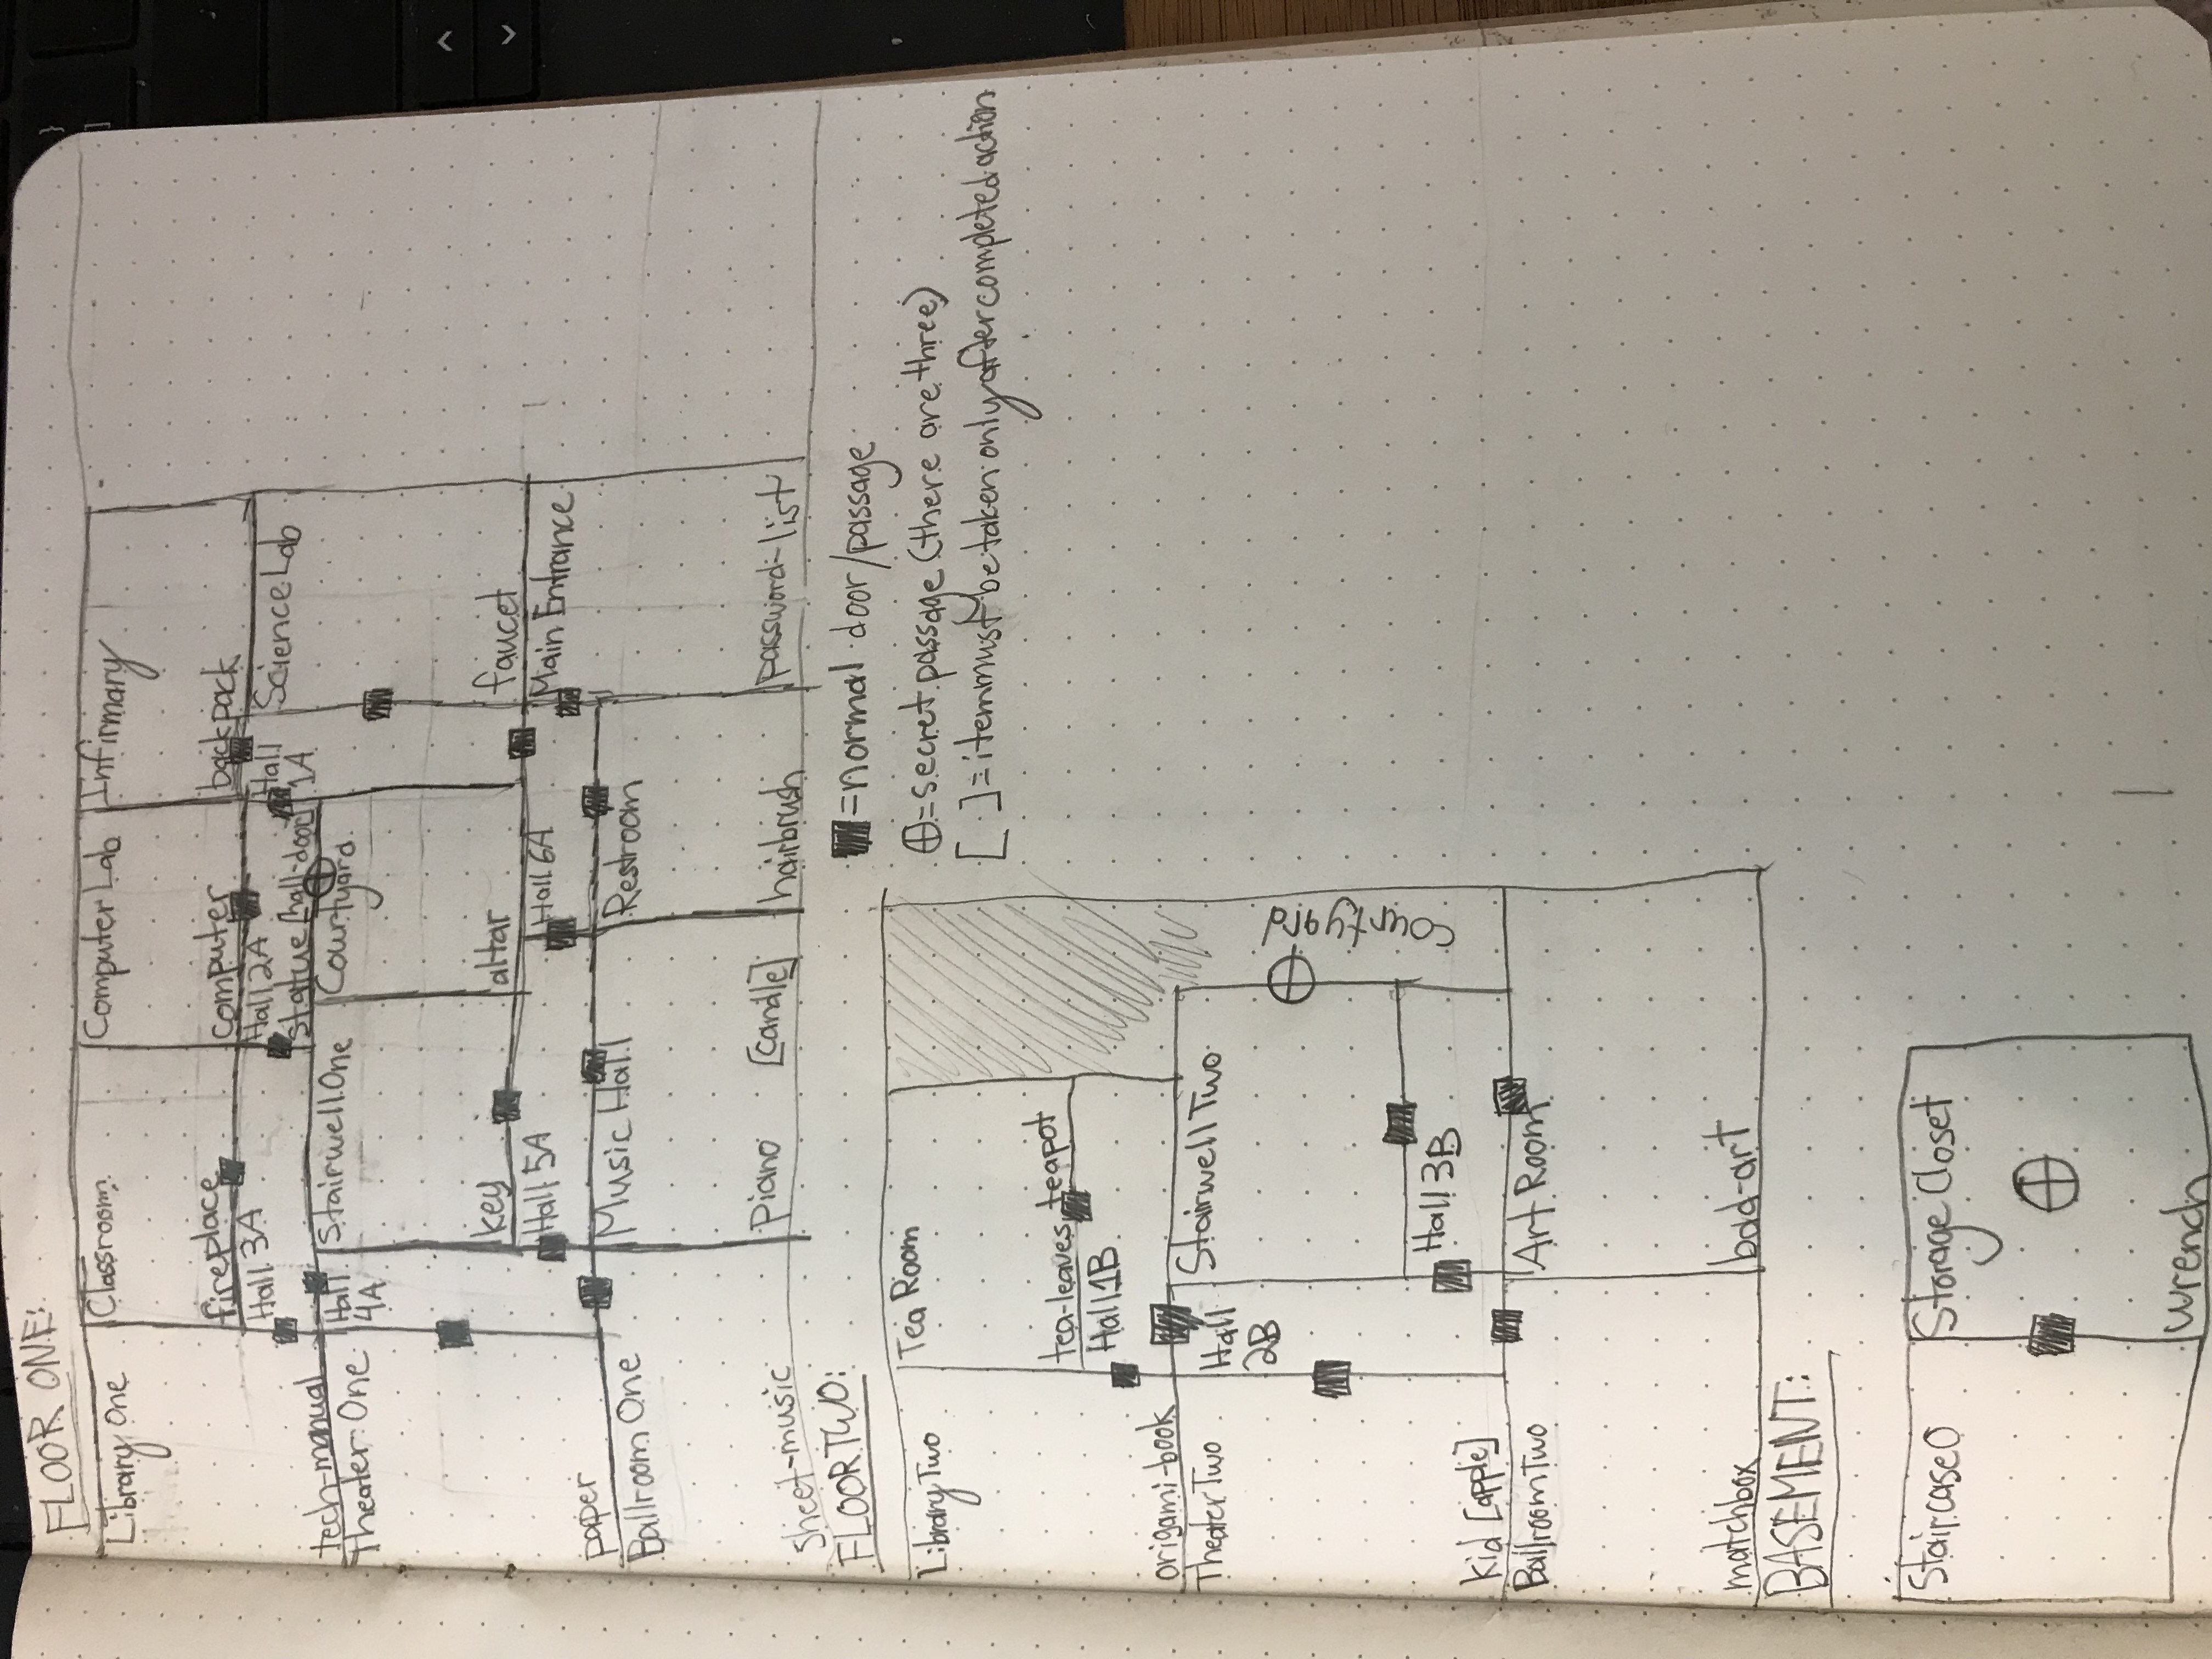 FLOOR ONE:
Library One
Classroom
Computer Lab
Infirmary
fireplace
computer
backpack
Hall 3A
Hall 2A
Hall
1A
Science Lab
statue [hall-door]
tech-manual
Theater One
Hall
4A
Stairwell One
Courtyard
key
altar
faucet
Hall 5A
Hall 6A
Main Entrance
paper
Ballroom One
Music Hall
Restroom
sheet-music
piano [candle]
hairbrush
password-list
FLOOR TWO:
▨=normal door/passage
⊕=secret passage (there are three)
[ ]=item must be taken only after completed action
Library Two
Tea Room
tea-leaves, teapot
Hall 1B
origami-book
Theater Two
Hall
2B
Stairwell Two
Courtyard
Hall 3B
kid [apple]
Ballroom Two
Art Room
matchbox
bad-art
BASEMENT:
Staircase 0
Storage Closet
wrench